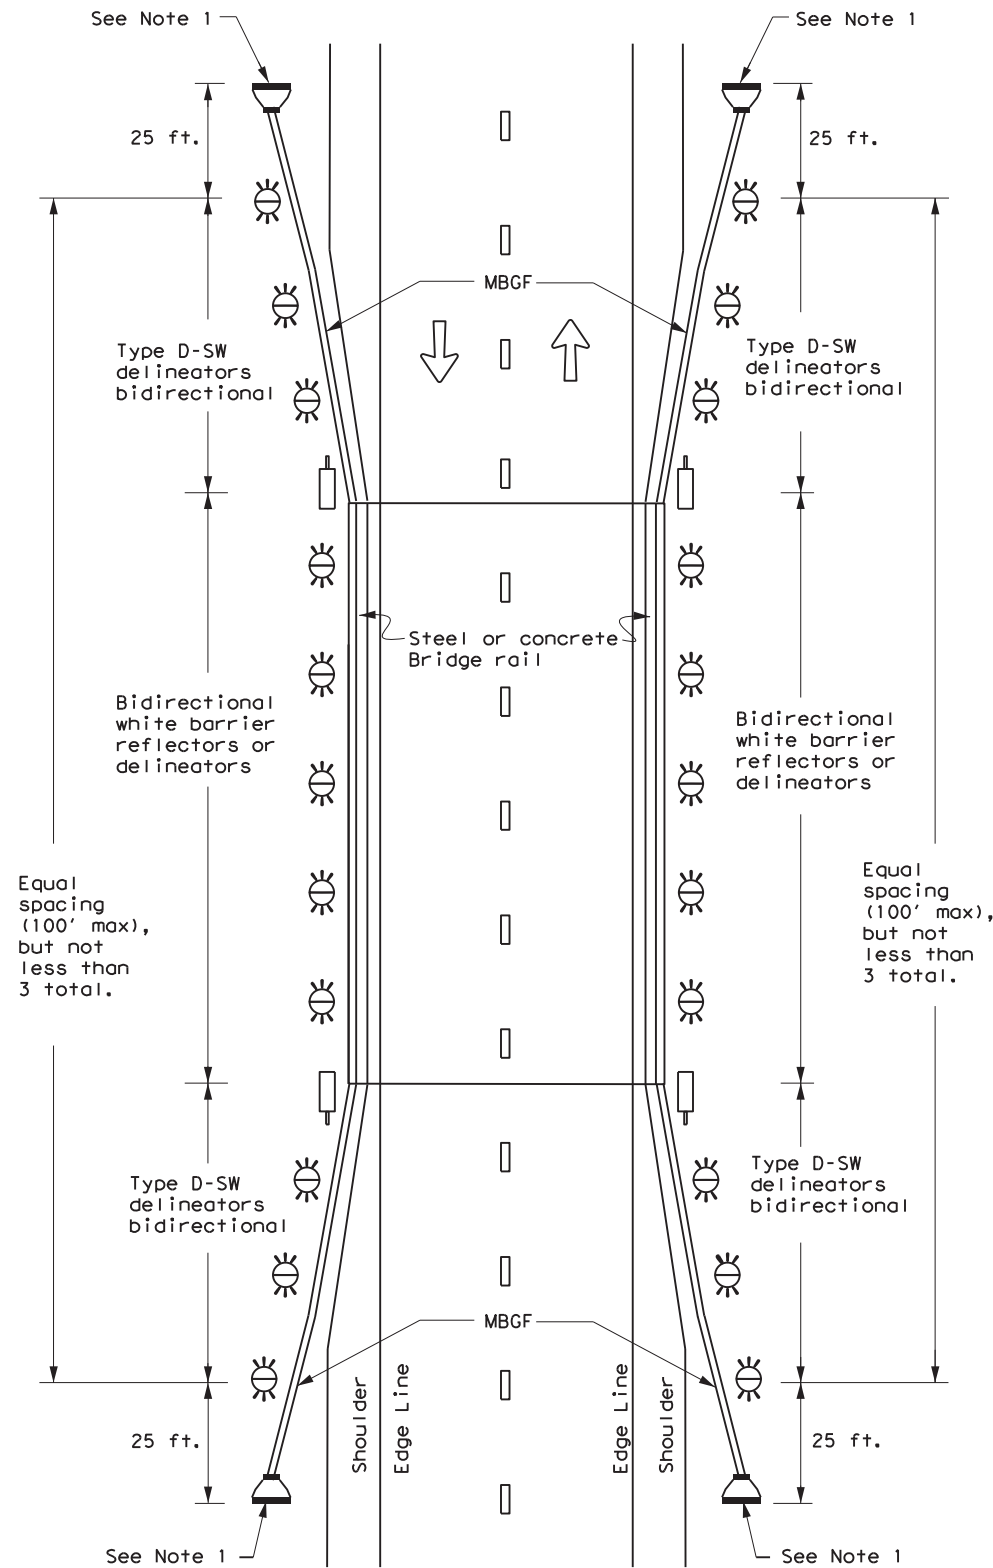 See Note 1
See Note 1
25 ft.
25 ft.
MBGF
Type D-SW
delineators
bidirectional
Type D-SW
delineators
bidirectional
Steel or concrete
Bridge rail
Bidirectional
white barrier
reflectors or
delineators
Bidirectional
white barrier
reflectors or
delineators
Equal
spacing
(100' max),
but not
less than
3 total.
Equal
spacing
(100' max),
but not
less than
3 total.
Type D-SW
delineators
bidirectional
Type D-SW
delineators
bidirectional
MBGF
Shoulder
Edge Line
Edge Line
Shoulder
25 ft.
25 ft.
See Note 1
See Note 1